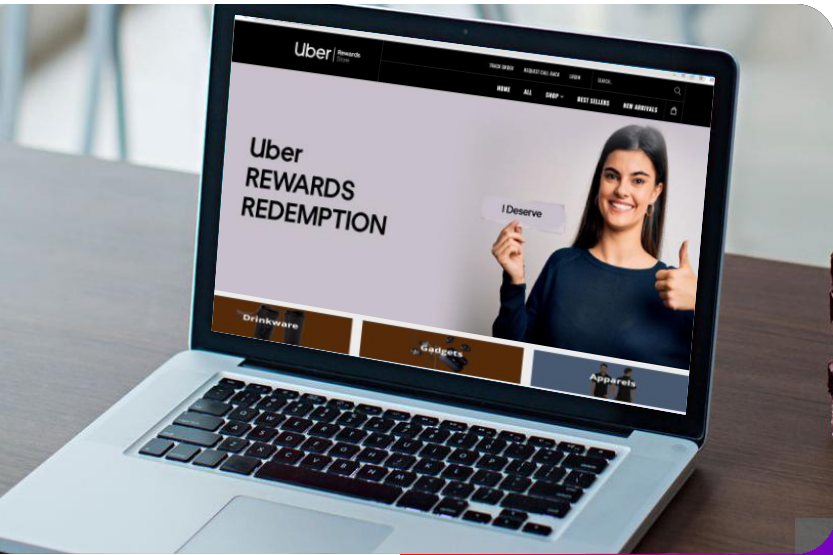 Uber | Rewards
Store
TRACK ORDER REQUEST CALL BACK LOGIN SEARCH...
HOME ALL SHOP BEST SELLERS NEW ARRIVALS
Uber
REWARDS
REDEMPTION
I Deserve
Drinkware
Gadgets
Apparels